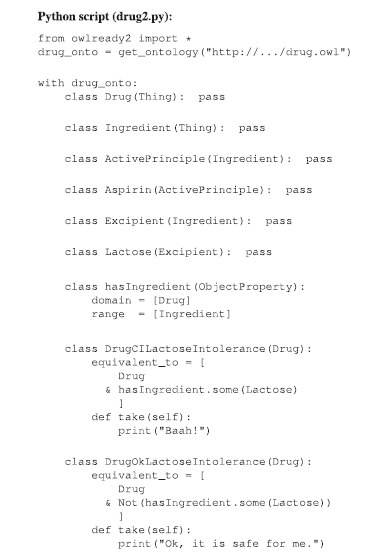 Python script (drug2.py):
from owlready2 import *
drug_onto = get_ontology("http://.../drug.owl")
with drug_onto:
    class Drug(Thing):  pass
    class Ingredient(Thing):  pass
    class ActivePrinciple(Ingredient):  pass
    class Aspirin(ActivePrinciple):  pass
    class Excipient(Ingredient):  pass
    class Lactose(Excipient):  pass
    class hasIngredient(ObjectProperty):
        domain = [Drug]
        range  = [Ingredient]
    class DrugCILactoseIntolerance(Drug):
        equivalent_to = [
            Drug
          & hasIngredient.some(Lactose)
            ]
        def take(self):
            print("Baah!")
    class DrugOkLactoseIntolerance(Drug):
        equivalent_to = [
            Drug
          & Not(hasIngredient.some(Lactose))
            ]
        def take(self):
            print("Ok, it is safe for me.")